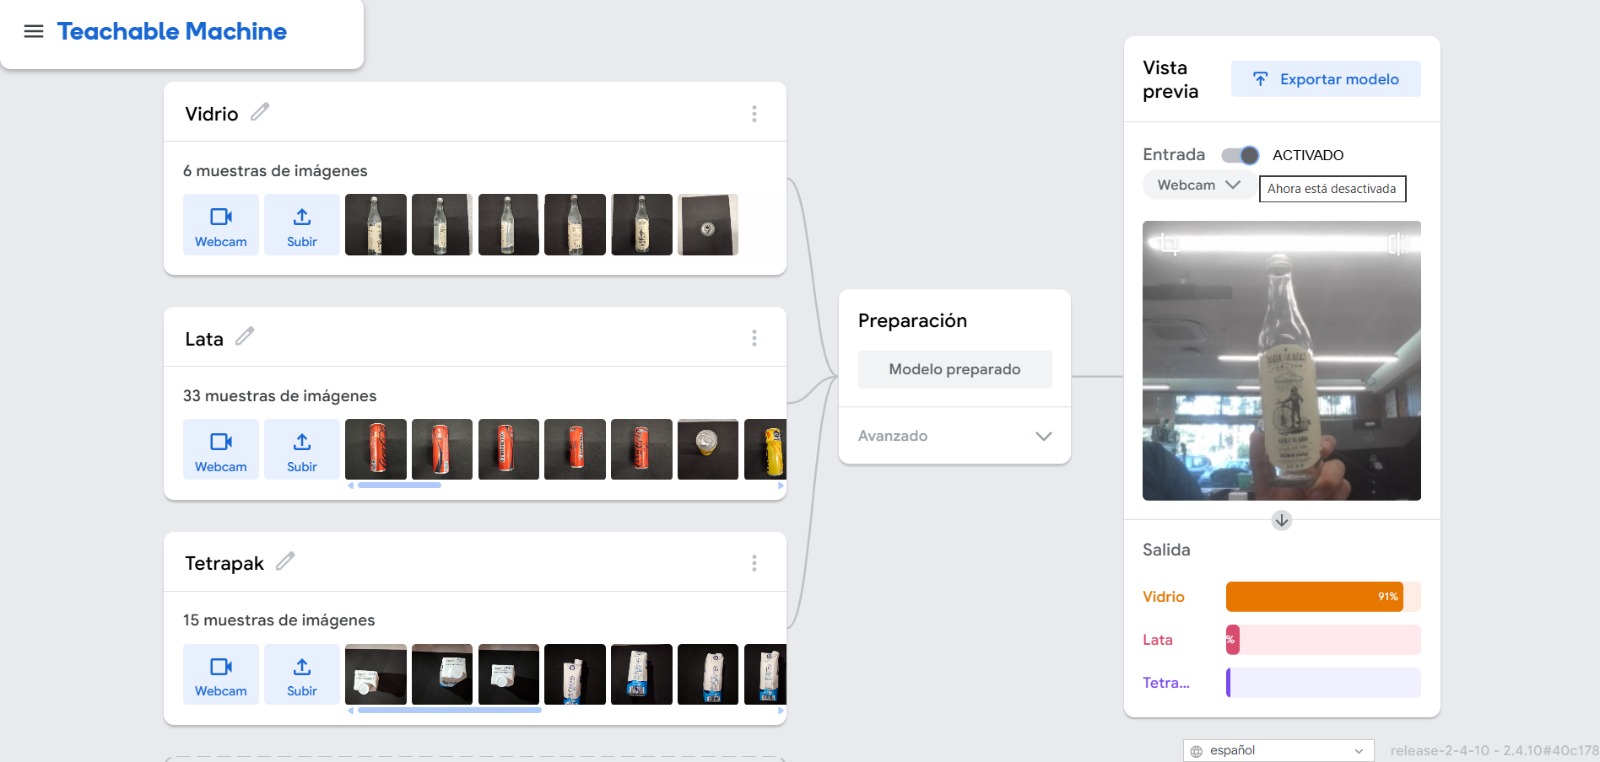 Teachable Machine
Vidrio
6 muestras de imágenes
Webcam
Subir
Lata
33 muestras de imágenes
Webcam
Subir
Tetrapak
15 muestras de imágenes
Webcam
Subir
Preparación
Modelo preparado
Avanzado
Vista
previa
Exportar modelo
Entrada
ACTIVADO
Webcam
Ahora está desactivada
Salida
Vidrio
91%
Lata
%
Tetra...
español
release-2-4-10 - 2.4.10#40c178